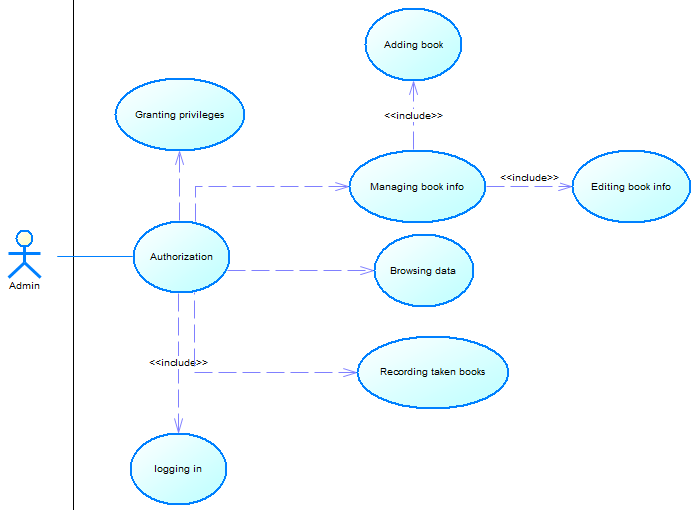 Adding book
Granting privileges
<<include>>
Managing book info
<<include>>
Editing book info
Authorization
Browsing data
Admin
<<include>>
Recording taken books
logging in